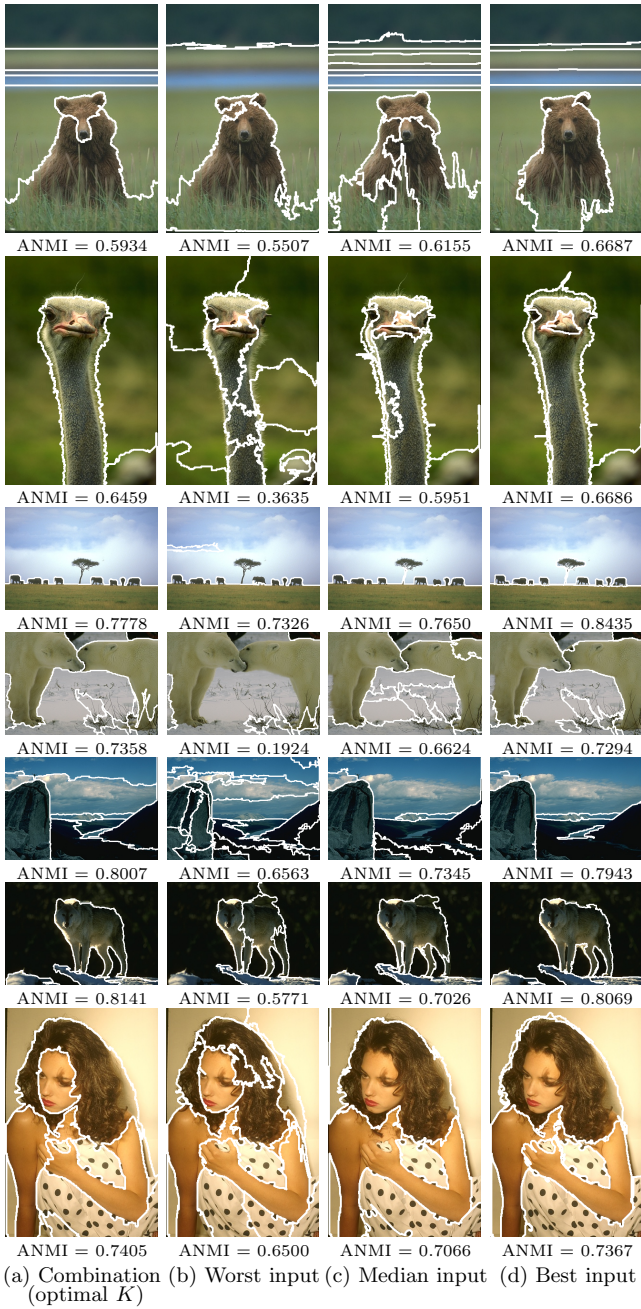 ANMI = 0.5934 ANMI = 0.5507 ANMI = 0.6155 ANMI = 0.6687
ANMI = 0.6459 ANMI = 0.3635 ANMI = 0.5951 ANMI = 0.6686
ANMI = 0.7778 ANMI = 0.7326 ANMI = 0.7650 ANMI = 0.8435
ANMI = 0.7358 ANMI = 0.1924 ANMI = 0.6624 ANMI = 0.7294
ANMI = 0.8007 ANMI = 0.6563 ANMI = 0.7345 ANMI = 0.7943
ANMI = 0.8141 ANMI = 0.5771 ANMI = 0.7026 ANMI = 0.8069
ANMI = 0.7405 ANMI = 0.6500 ANMI = 0.7066 ANMI = 0.7367
(a) Combination (b) Worst input (c) Median input (d) Best input
(optimal K)